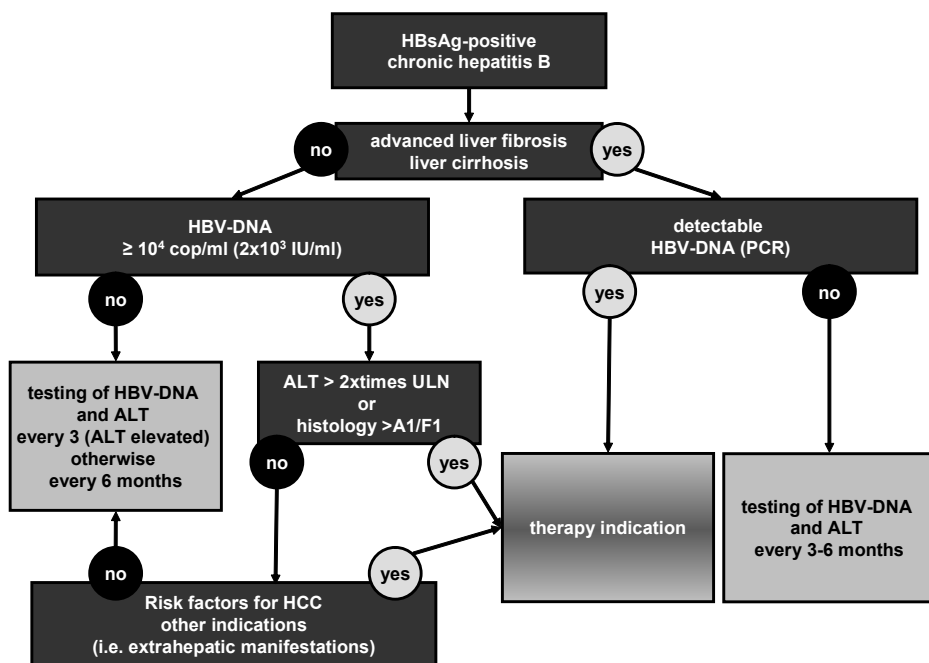 HBsAg-positive
chronic hepatitis B
no
advanced liver fibrosis
liver cirrhosis
yes
HBV-DNA
≥ 10⁴ cop/ml (2x10³ IU/ml)
detectable
HBV-DNA (PCR)
no
yes
yes
no
testing of HBV-DNA
and ALT
every 3 (ALT elevated)
otherwise
every 6 months
ALT > 2xtimes ULN
or
histology >A1/F1
no
yes
therapy indication
testing of HBV-DNA
and ALT
every 3-6 months
no
yes
Risk factors for HCC
other indications
(i.e. extrahepatic manifestations)